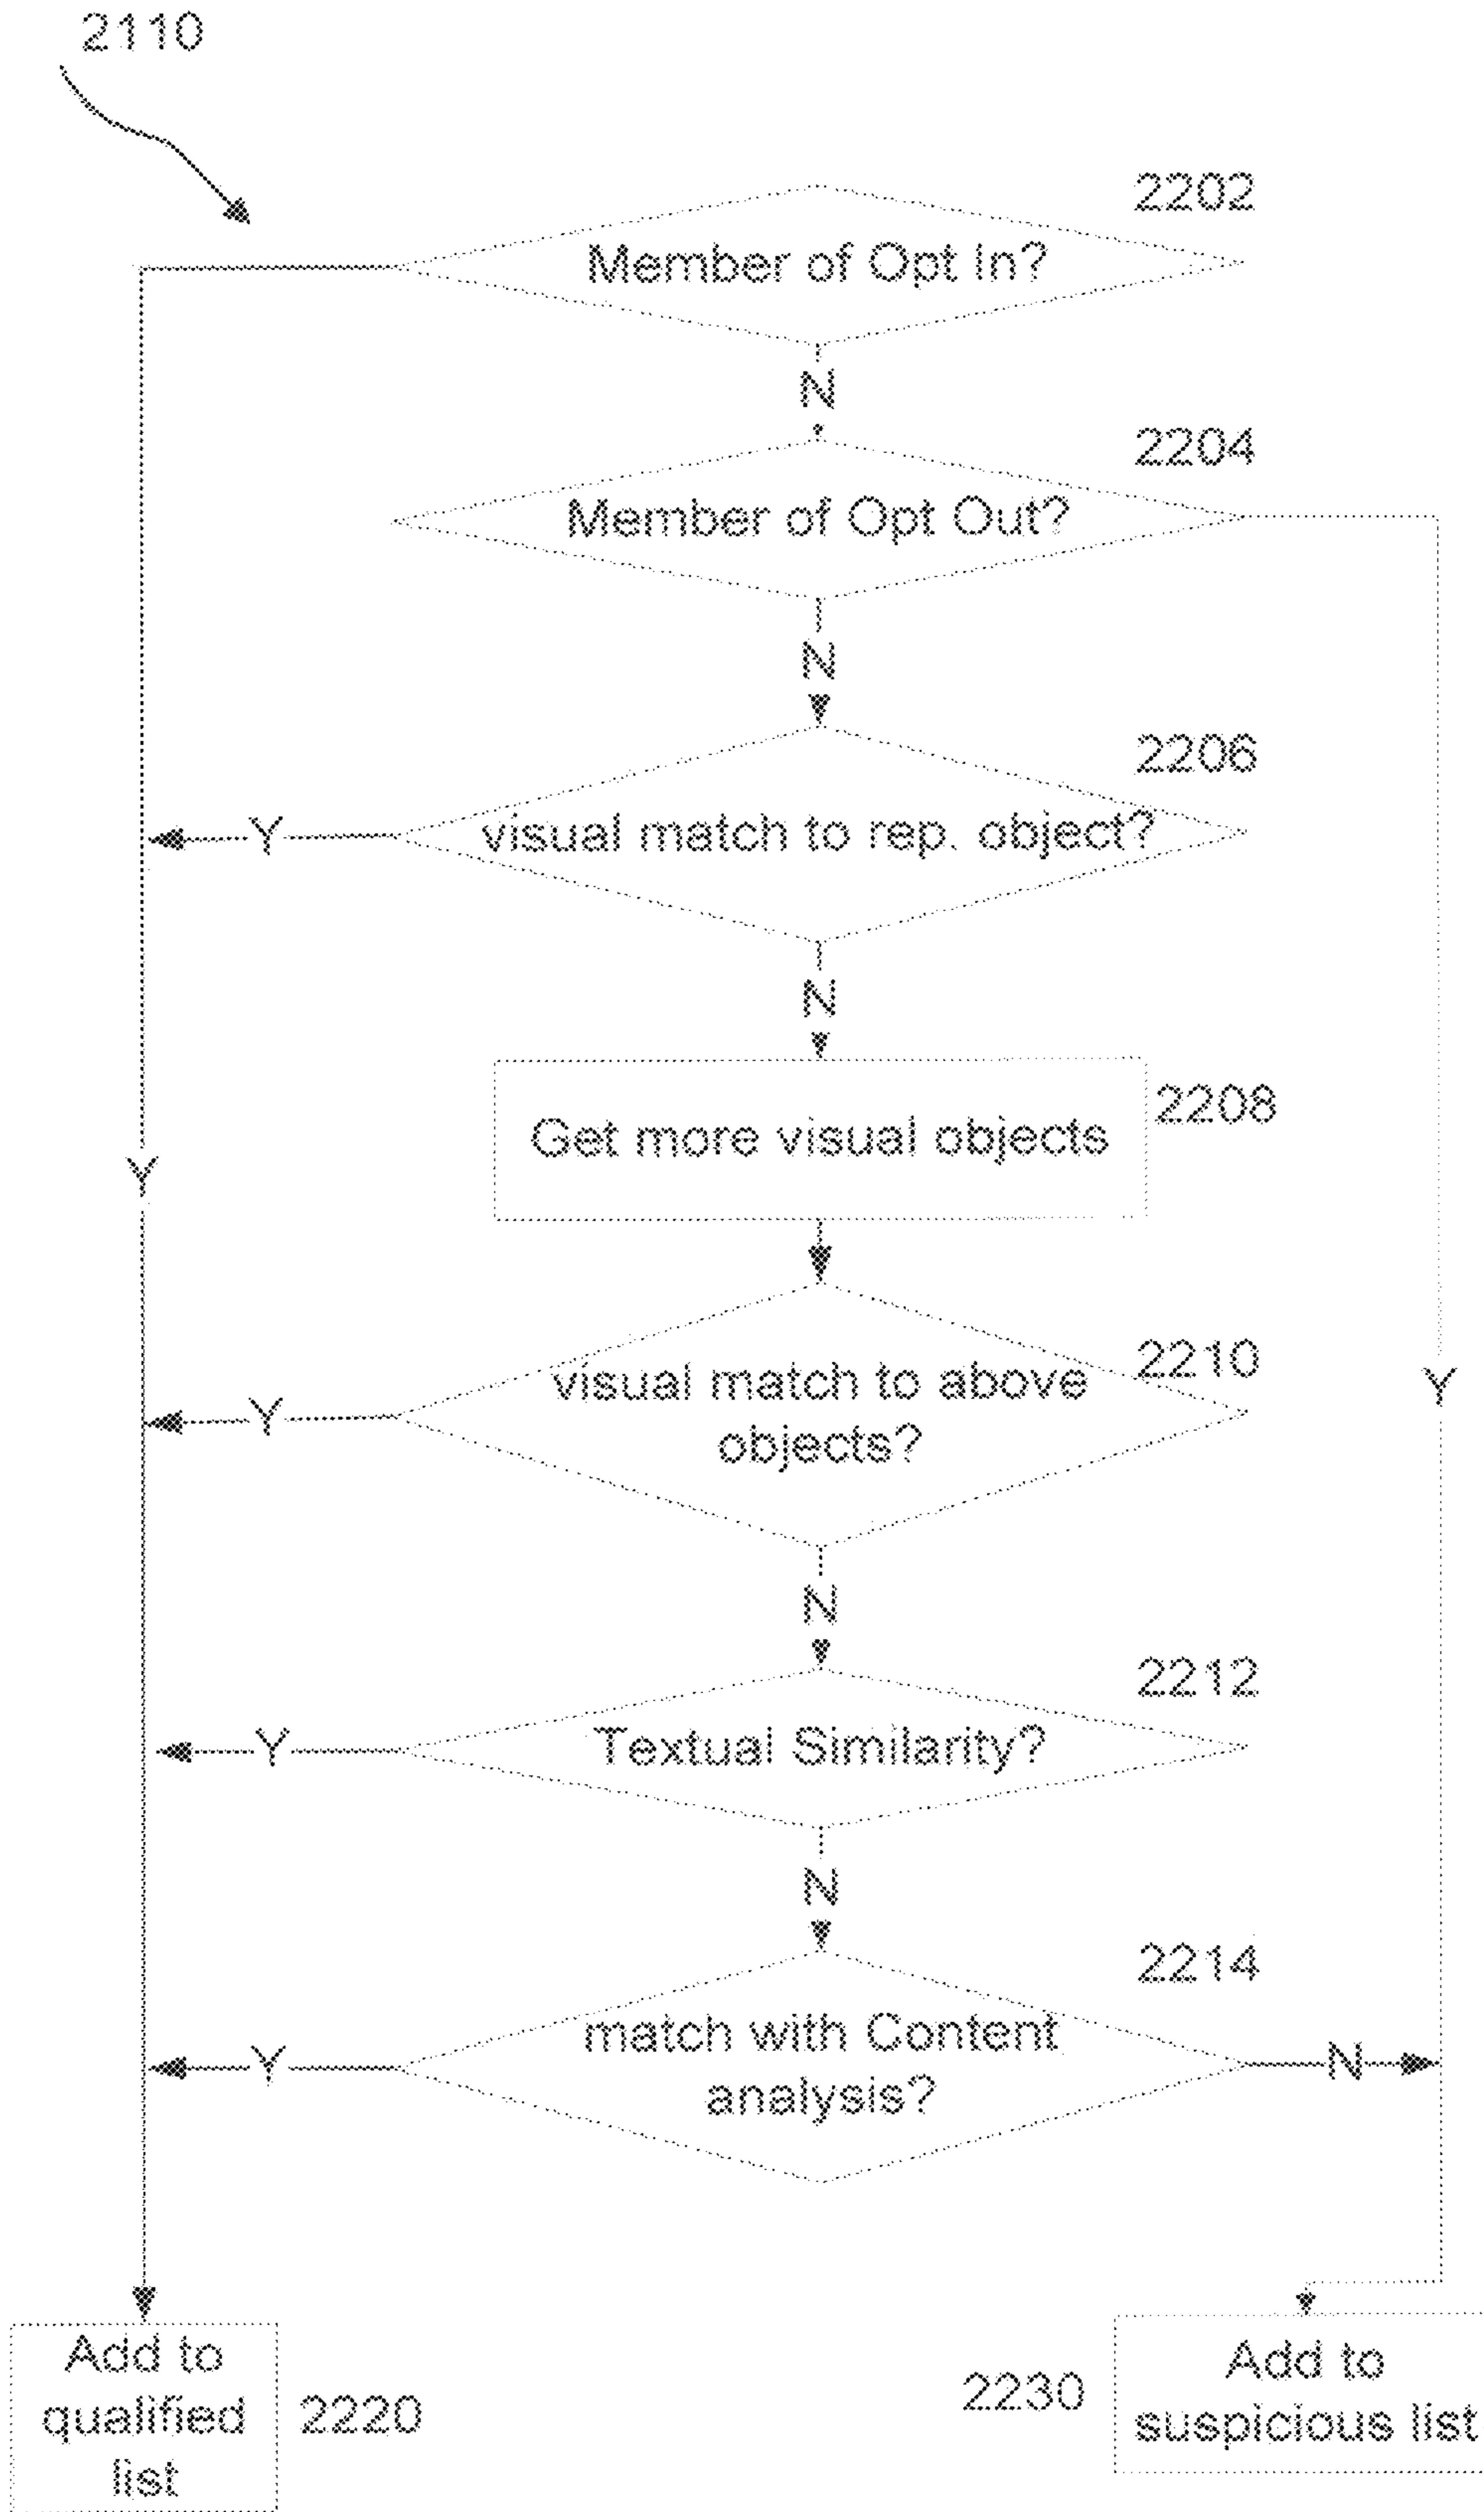 2110
2202
Member of Opt In?
N
2204
Member of Opt Out?
N
2206
Y
visual match to rep. object?
N
2208
Get more visual objects
Y
2210
Y
visual match to above
objects?
Y
N
2212
Y
Textual Similarity?
N
2214
match with Content
analysis?
Y
N
Add to
qualified
list
2220
2230
Add to
suspicious list